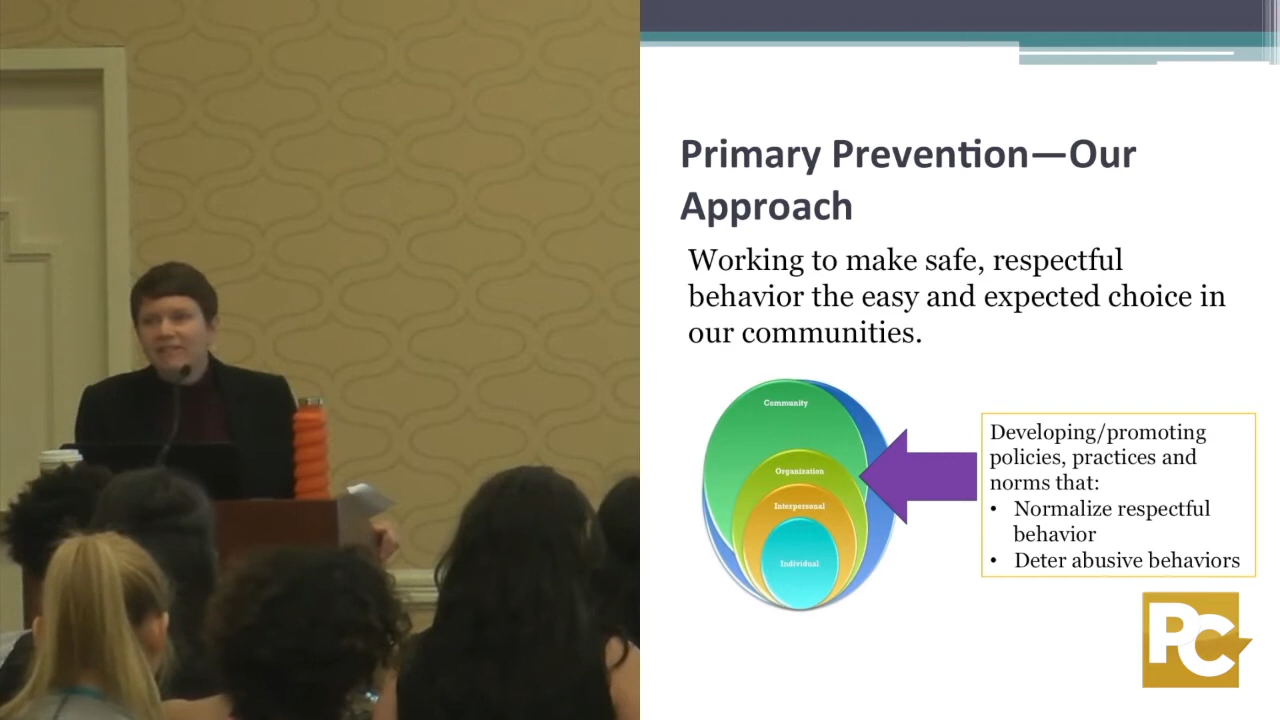 Primary Prevention—Our
Approach
Working to make safe, respectful
behavior the easy and expected choice in
our communities.
Community
Organization
Interpersonal
Individual
Developing/promoting
policies, practices and
norms that:
• Normalize respectful
behavior
• Deter abusive behaviors
PC